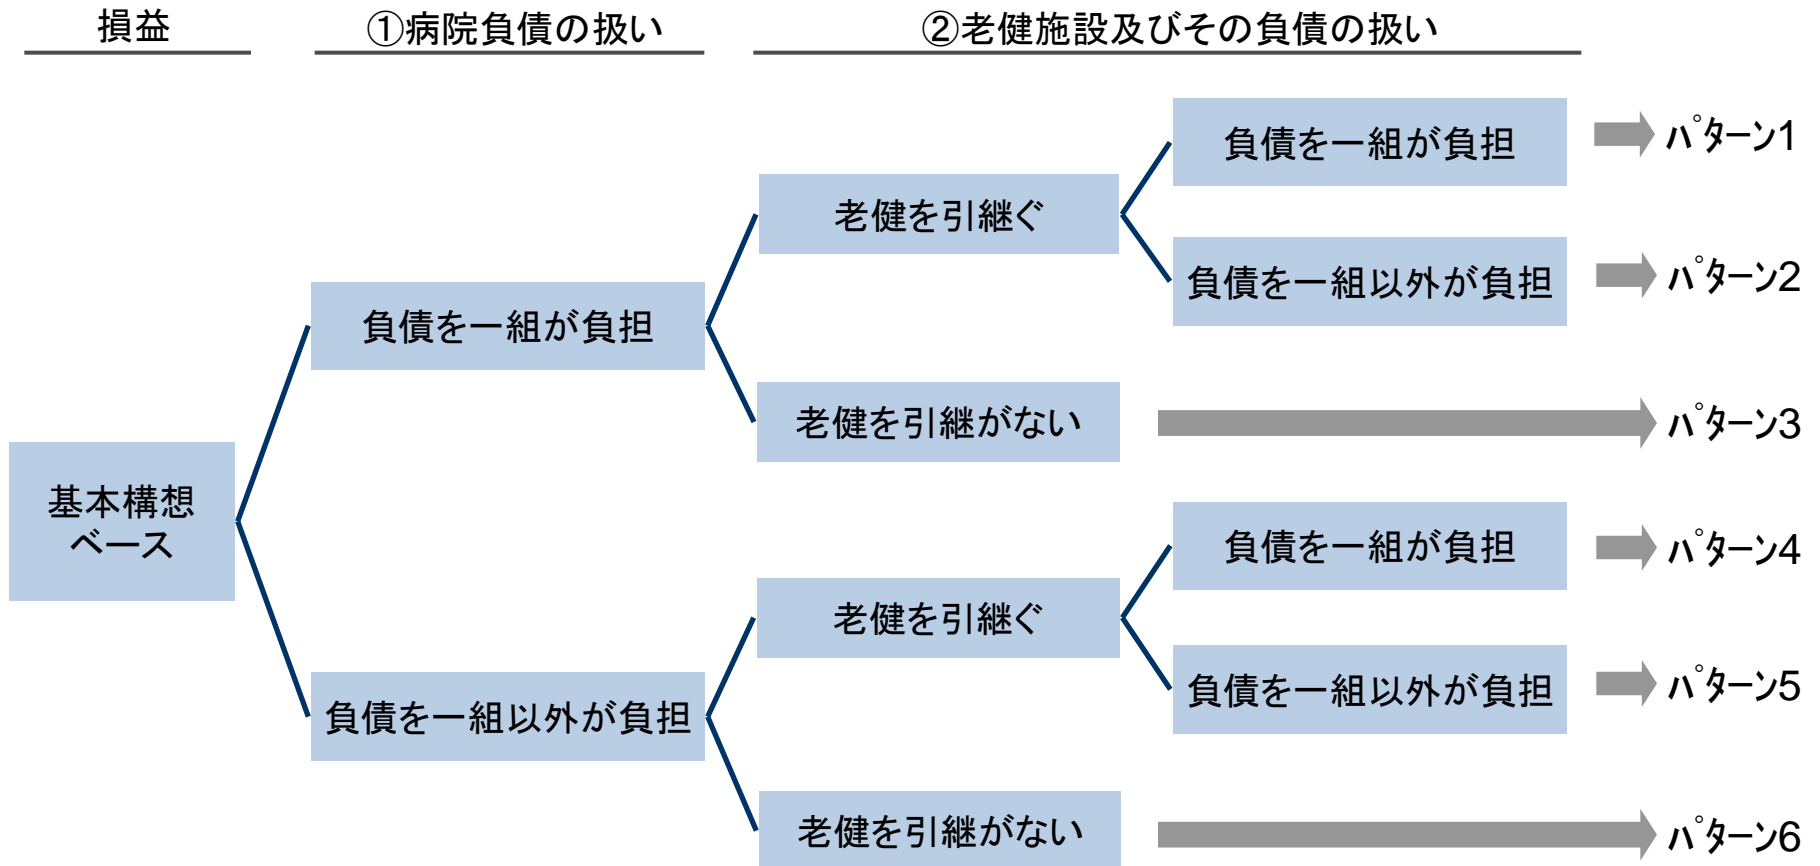 損益
①病院負債の扱い
②老健施設及びその負債の扱い
負債を一組が負担
パターン1
老健を引継ぐ
負債を一組以外が負担
パターン2
負債を一組が負担
老健を引継がない
パターン3
基本構想
ベース
負債を一組が負担
パターン4
老健を引継ぐ
負債を一組以外が負担
パターン5
負債を一組以外が負担
老健を引継がない
パターン6